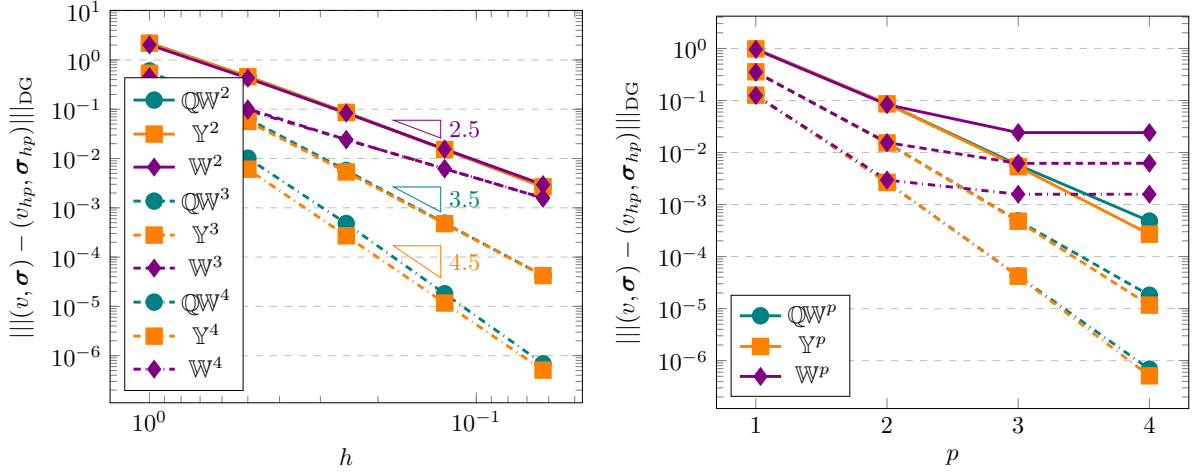 10^1
10^0
10^-1
10^-2
10^-3
10^-4
10^-5
10^-6
|||(v, σ) − (v_hp, σ_hp)|||_DG
ℚ𝕎^2
𝕐^2
𝕎^2
ℚ𝕎^3
𝕐^3
𝕎^3
ℚ𝕎^4
𝕐^4
𝕎^4
2.5
3.5
4.5
10^0 10^-1
h
10^0
10^-1
10^-2
10^-3
10^-4
10^-5
10^-6
|||(v, σ) − (v_hp, σ_hp)|||_DG
ℚ𝕎^p
𝕐^p
𝕎^p
1 2 3 4
p